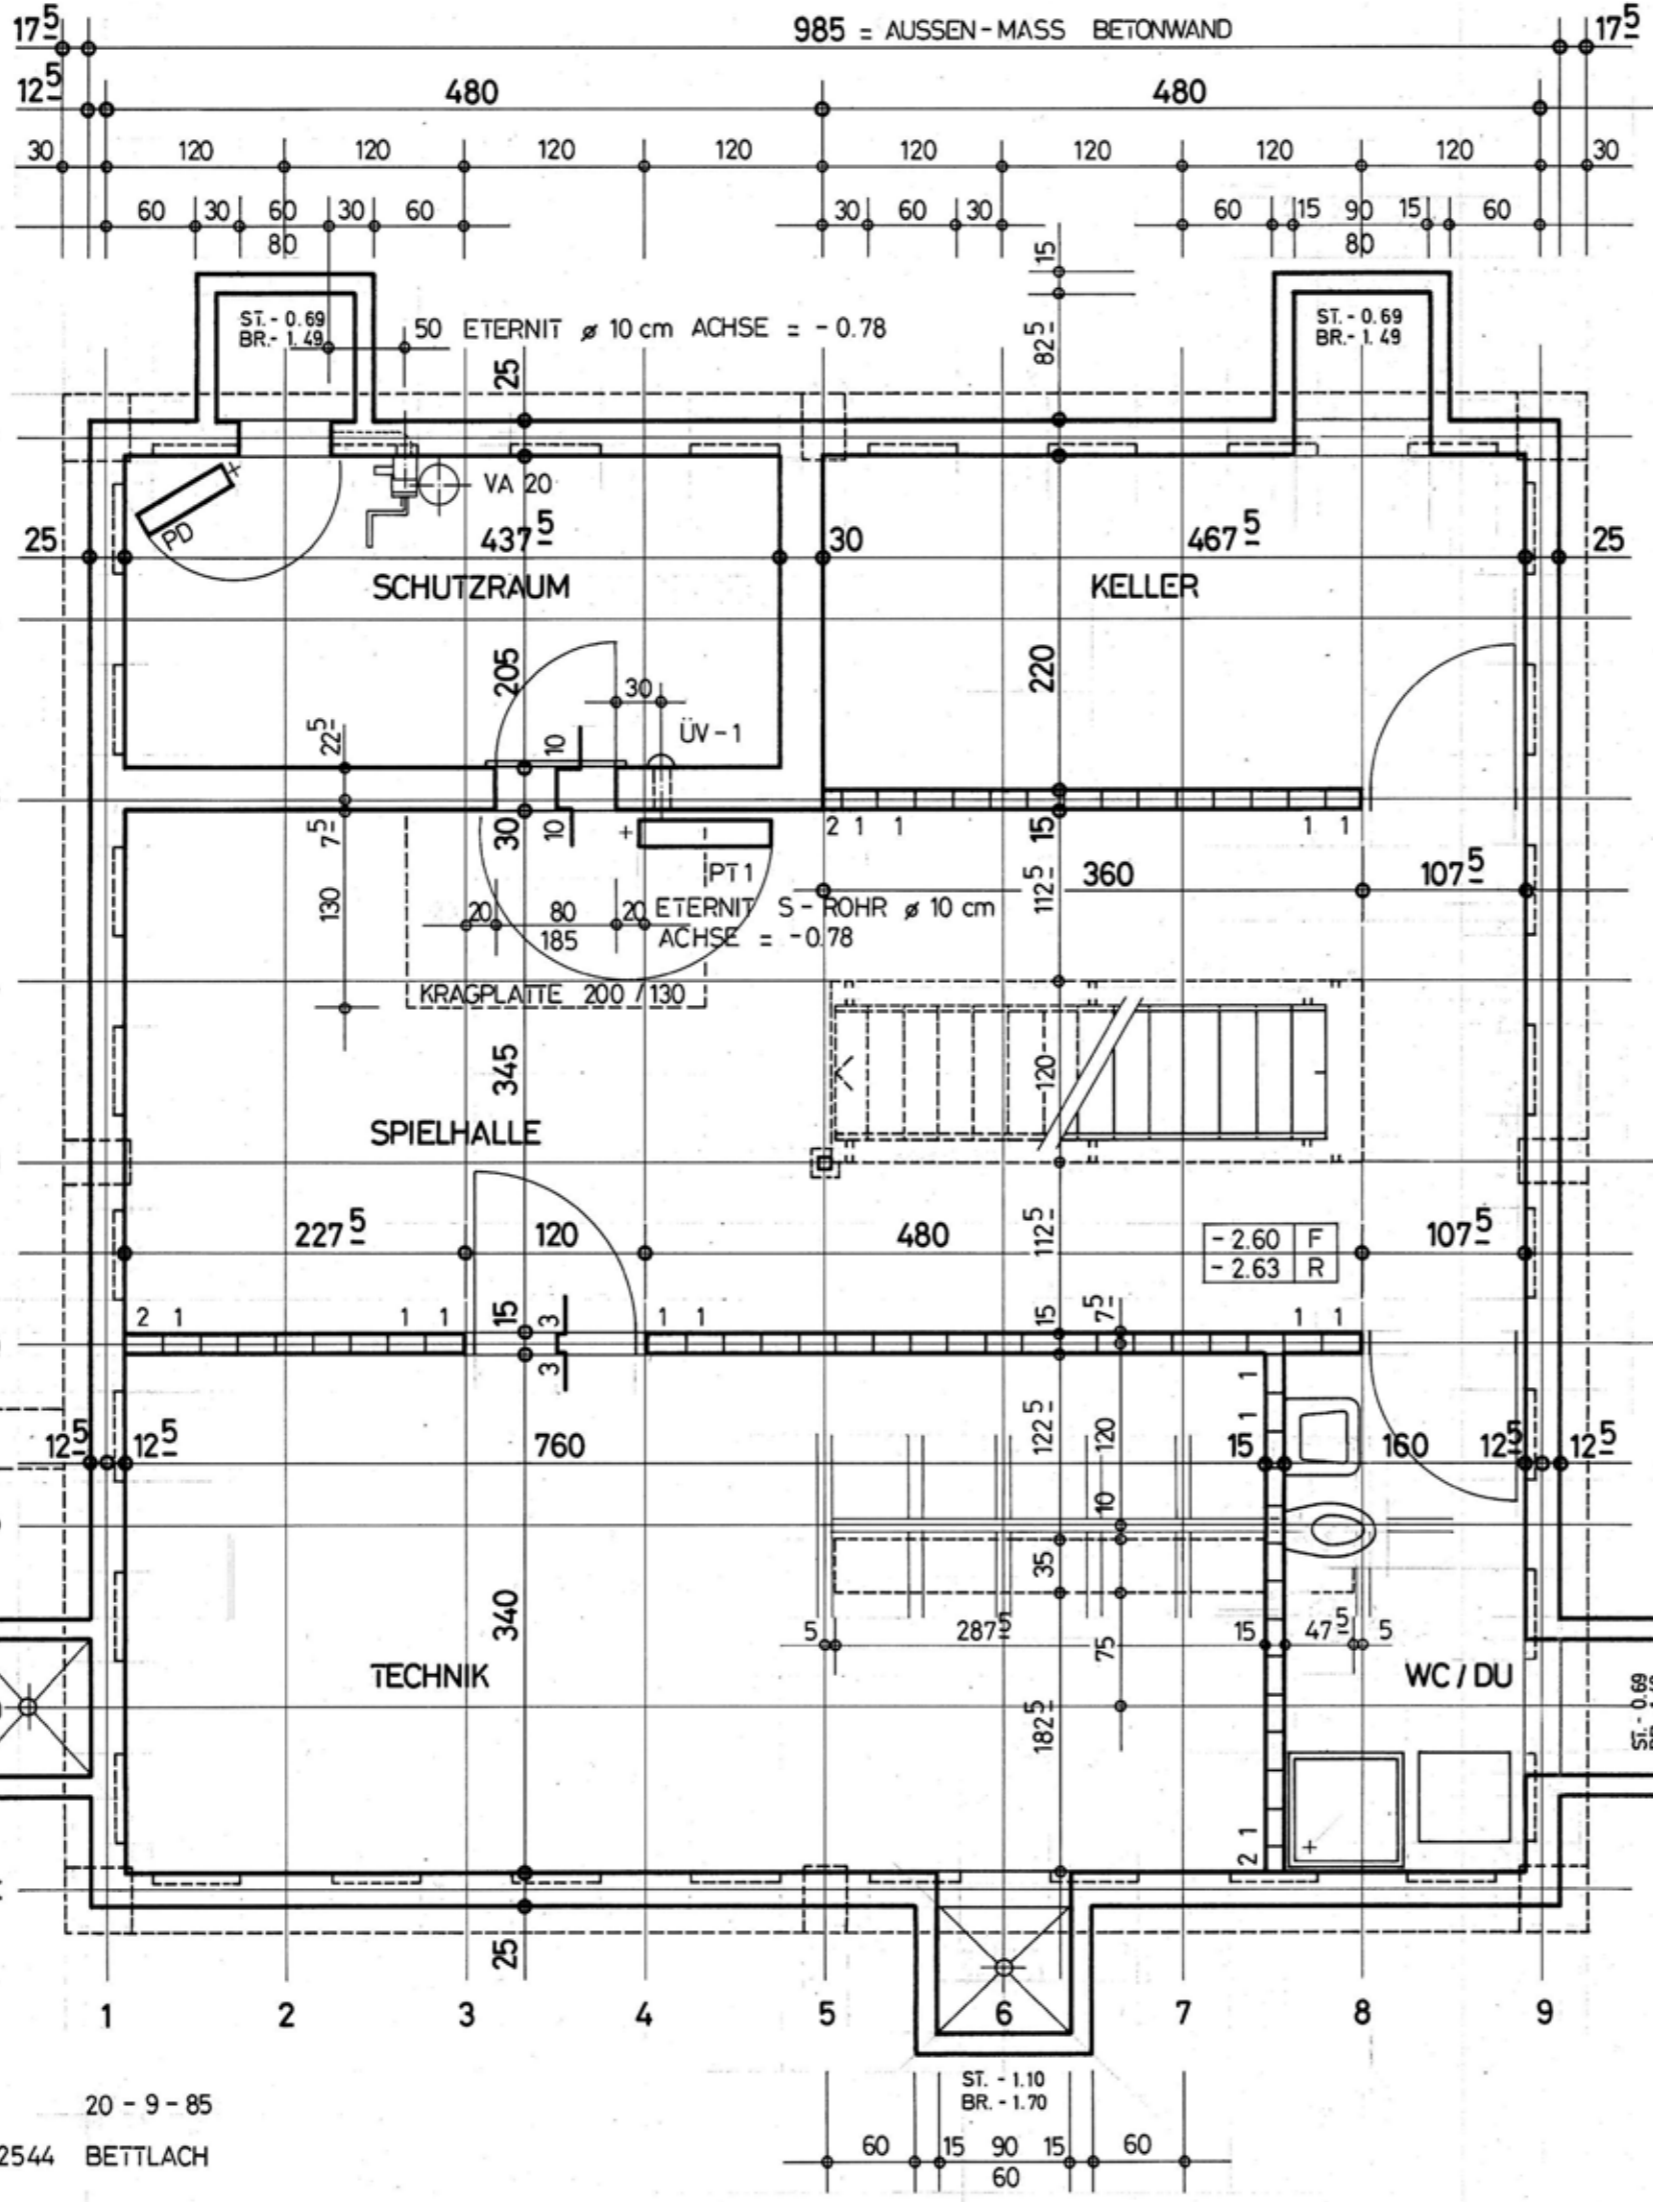 17⁵ 985 = AUSSEN-MASS BETONWAND 17⁵
12⁵ 480 480
30 120 120 120 120 120 120 120 120 30
60 30 60 30 60 30 60 30 60 15 90 15 60
80 80
15
ST. - 0.69
BR. - 1.49
50 ETERNIT ø 10 cm ACHSE = - 0.78
82⁵
ST. - 0.69
BR. - 1.49
25
PD
VA 20
25 437⁵ 30 467⁵ 25
SCHUTZRAUM KELLER
205 220
30
22⁵ 10 ÜV-1
7⁵ 30 10 15
2 1 1 1 1
PT 1
112⁵ 360 107⁵
130
20 80 20 ETERNIT S-ROHR ø 10 cm
185 ACHSE = -0.78
KRAGPLATTE 200 / 130
345 120
SPIELHALLE
227⁵ 120 480 112⁵ 107⁵
- 2.60 F
- 2.63 R
2 1 1 1 15 3 1 1 15 7⁵ 1 1
3
1
1
12⁵ 12⁵ 760 122⁵ 120 15 160 12⁵ 12⁵
10
35
340
5 287⁵ 75 15 47⁵ 5
TECHNIK WC / DU
182⁵
ST. - 0.69
1
2
25
1 2 3 4 5 6 7 8 9
ST. - 1.10
BR. - 1.70
20 - 9 - 85
2544 BETTLACH
60 15 90 15 60
60